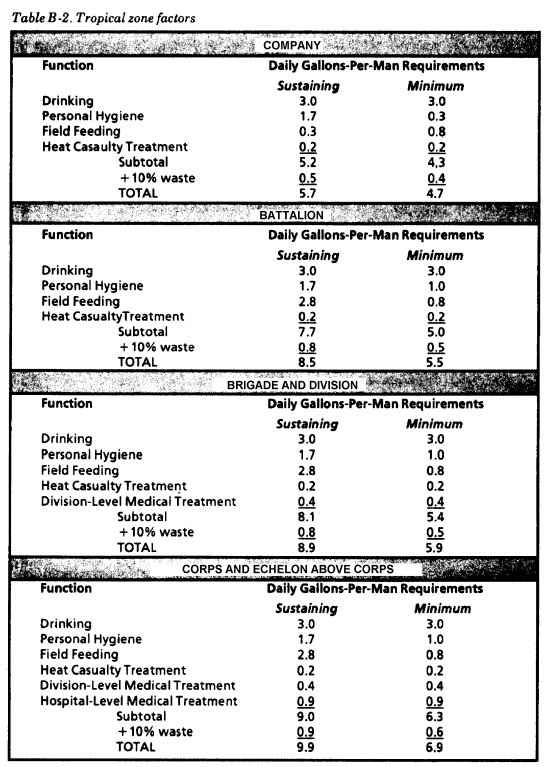 Table B-2. Tropical zone factors
COMPANY
Function Daily Gallons-Per-Man Requirements
Sustaining Minimum
Drinking 3.0 3.0
Personal Hygiene 1.7 0.3
Field Feeding 0.3 0.8
Heat Casaulty Treatment 0.2 0.2
Subtotal 5.2 4.3
+10% waste 0.5 0.4
TOTAL 5.7 4.7
BATTALION
Function Daily Gallons-Per-Man Requirements
Sustaining Minimum
Drinking 3.0 3.0
Personal Hygiene 1.7 1.0
Field Feeding 2.8 0.8
Heat CasualtyTreatment 0.2 0.2
Subtotal 7.7 5.0
+10% waste 0.8 0.5
TOTAL 8.5 5.5
BRIGADE AND DIVISION
Function Daily Gallons-Per-Man Requirements
Sustaining Minimum
Drinking 3.0 3.0
Personal Hygiene 1.7 1.0
Field Feeding 2.8 0.8
Heat Casualty Treatment 0.2 0.2
Division-Level Medical Treatment 0.4 0.4
Subtotal 8.1 5.4
+10% waste 0.8 0.5
TOTAL 8.9 5.9
CORPS AND ECHELON ABOVE CORPS
Function Daily Gallons-Per-Man Requirements
Sustaining Minimum
Drinking 3.0 3.0
Personal Hygiene 1.7 1.0
Field Feeding 2.8 0.8
Heat Casualty Treatment 0.2 0.2
Division-Level Medical Treatment 0.4 0.4
Hospital-Level Medical Treatment 0.9 0.9
Subtotal 9.0 6.3
+10% waste 0.9 0.6
TOTAL 9.9 6.9